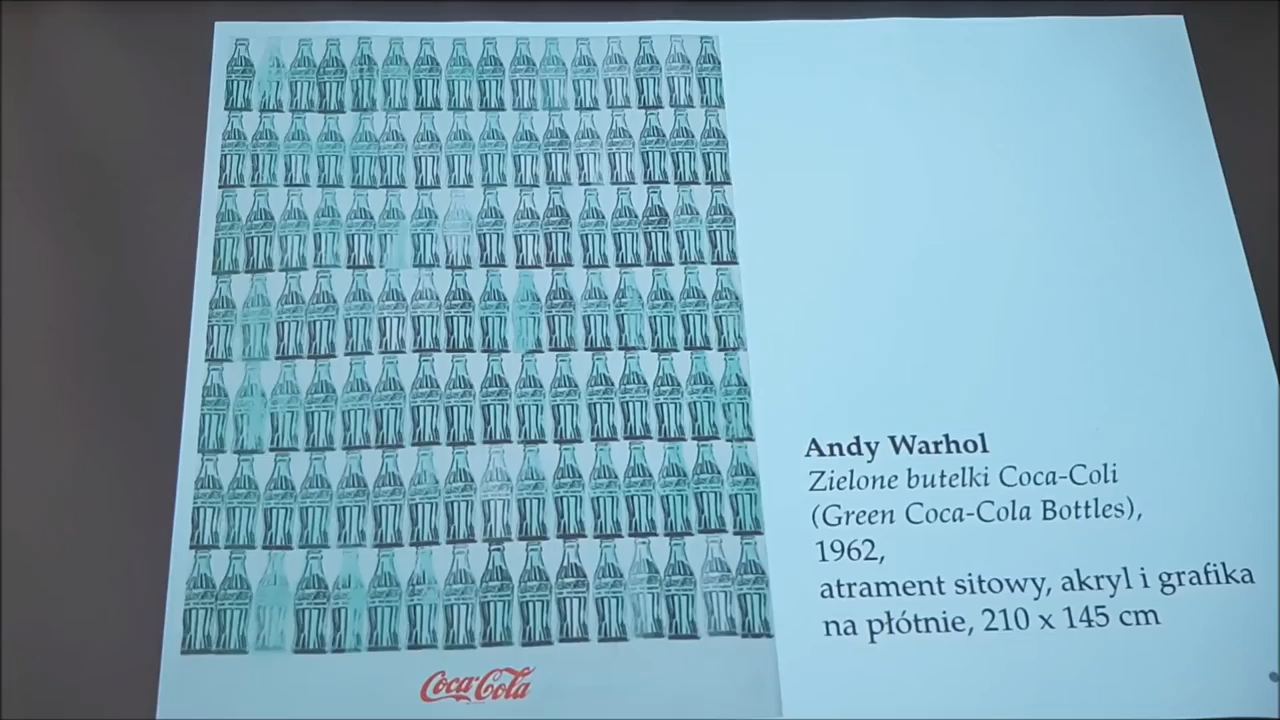 Andy Warhol
Zielone butelki Coca-Coli
(Green Coca-Cola Bottles),
1962,
atrament sitowy, akryl i grafika
na płótnie, 210 x 145 cm
Coca-Cola